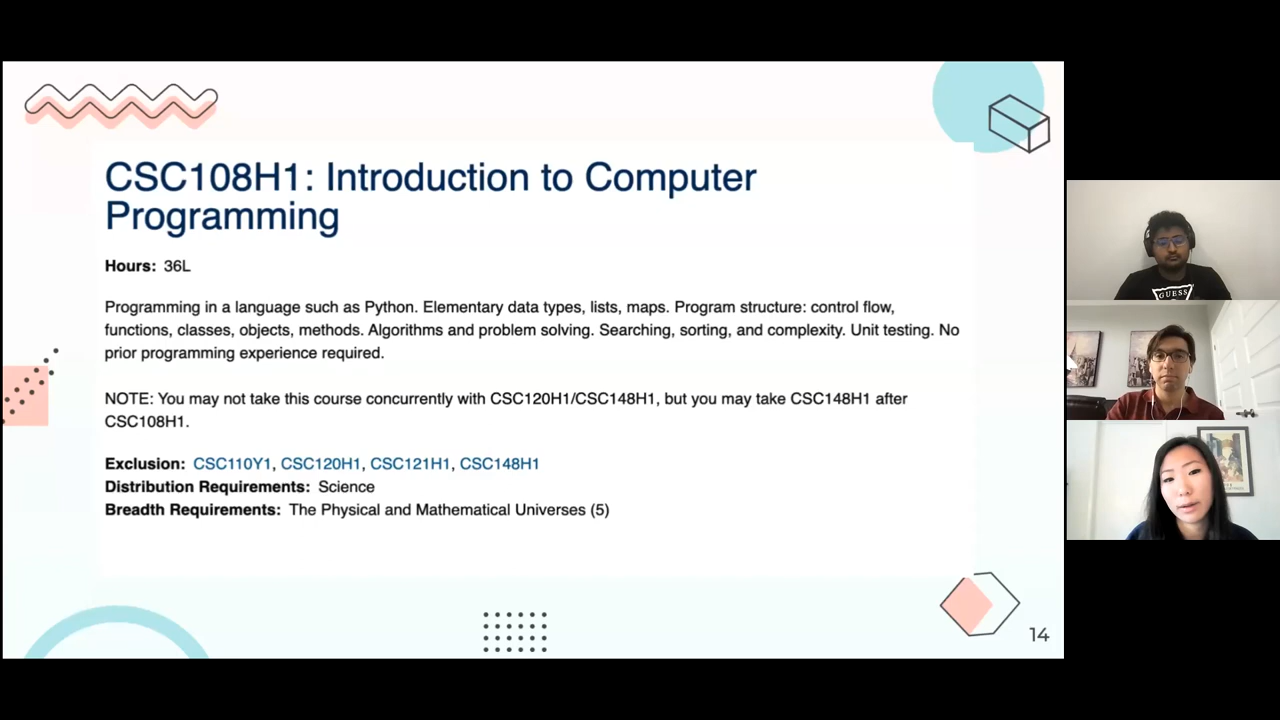 CSC108H1: Introduction to Computer
Programming
Hours: 36L
Programming in a language such as Python. Elementary data types, lists, maps. Program structure: control flow,
functions, classes, objects, methods. Algorithms and problem solving. Searching, sorting, and complexity. Unit testing. No
prior programming experience required.
NOTE: You may not take this course concurrently with CSC120H1/CSC148H1, but you may take CSC148H1 after
CSC108H1.
Exclusion: CSC110Y1, CSC120H1, CSC121H1, CSC148H1
Distribution Requirements: Science
Breadth Requirements: The Physical and Mathematical Universes (5)
14
GUESS